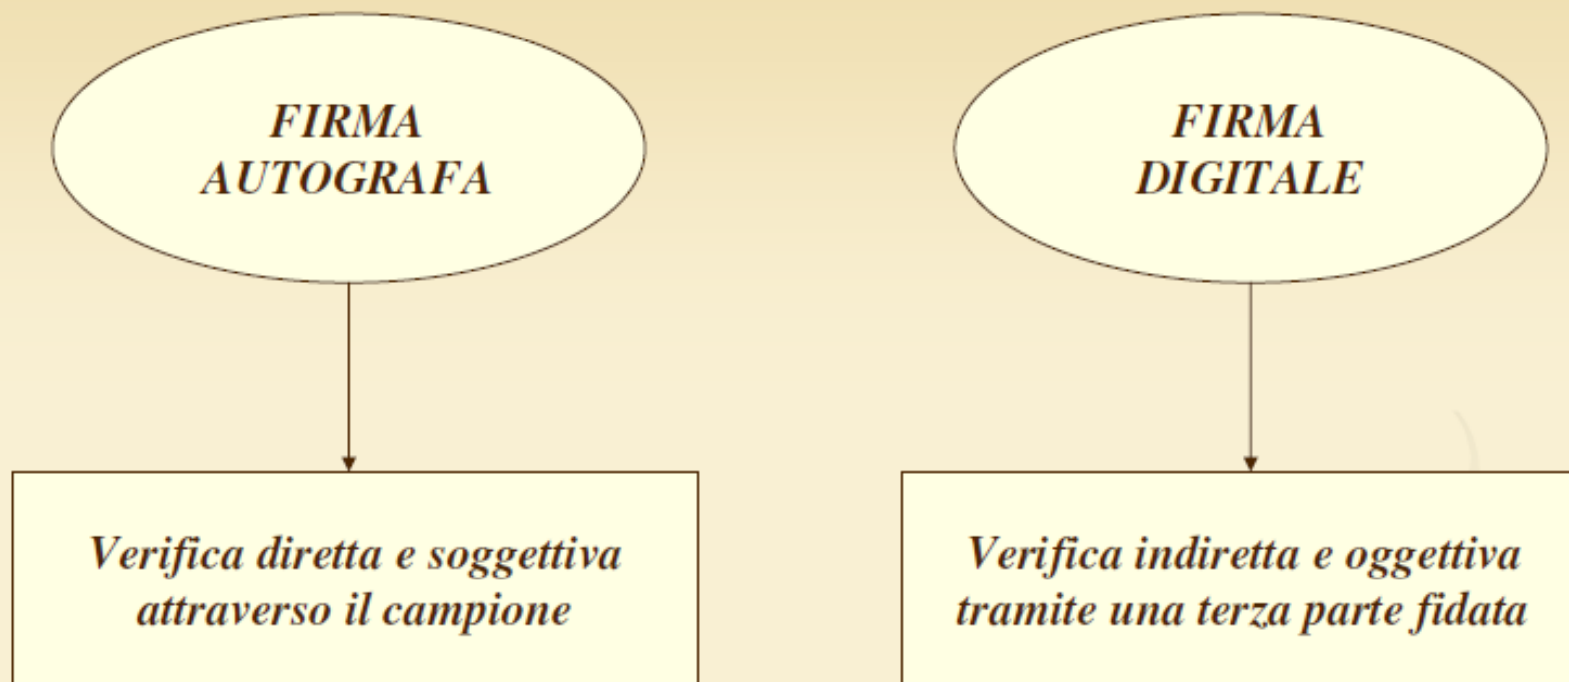 FIRMA
AUTOGRAFA
FIRMA
DIGITALE
Verifica diretta e soggettiva
attraverso il campione
Verifica indiretta e oggettiva
tramite una terza parte fidata